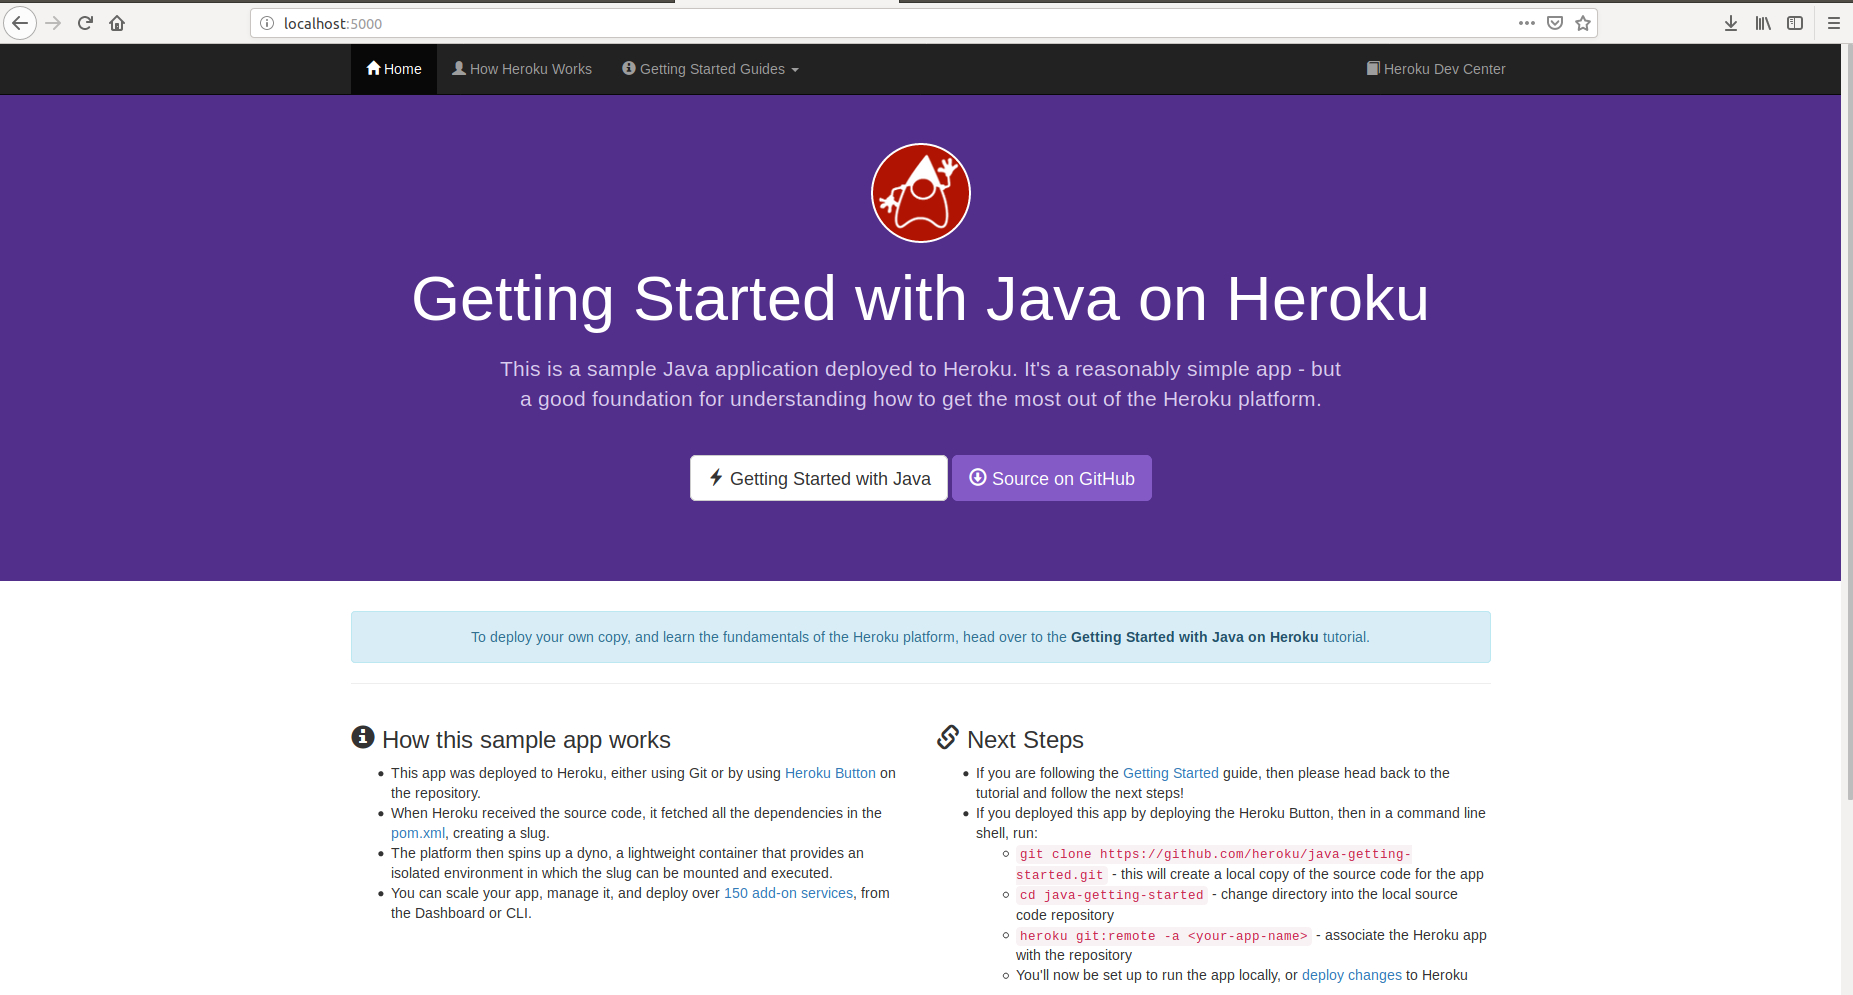 localhost:5000
Home How Heroku Works Getting Started Guides Heroku Dev Center
Getting Started with Java on Heroku
This is a sample Java application deployed to Heroku. It's a reasonably simple app - but
a good foundation for understanding how to get the most out of the Heroku platform.
Getting Started with Java Source on GitHub
To deploy your own copy, and learn the fundamentals of the Heroku platform, head over to the Getting Started with Java on Heroku tutorial.
How this sample app works
This app was deployed to Heroku, either using Git or by using Heroku Button on
the repository.
When Heroku received the source code, it fetched all the dependencies in the
pom.xml, creating a slug.
The platform then spins up a dyno, a lightweight container that provides an
isolated environment in which the slug can be mounted and executed.
You can scale your app, manage it, and deploy over 150 add-on services, from
the Dashboard or CLI.
Next Steps
If you are following the Getting Started guide, then please head back to the
tutorial and follow the next steps!
If you deployed this app by deploying the Heroku Button, then in a command line
shell, run:
git clone https://github.com/heroku/java-getting-
started.git - this will create a local copy of the source code for the app
cd java-getting-started - change directory into the local source
code repository
heroku git:remote -a <your-app-name> - associate the Heroku app
with the repository
You'll now be set up to run the app locally, or deploy changes to Heroku